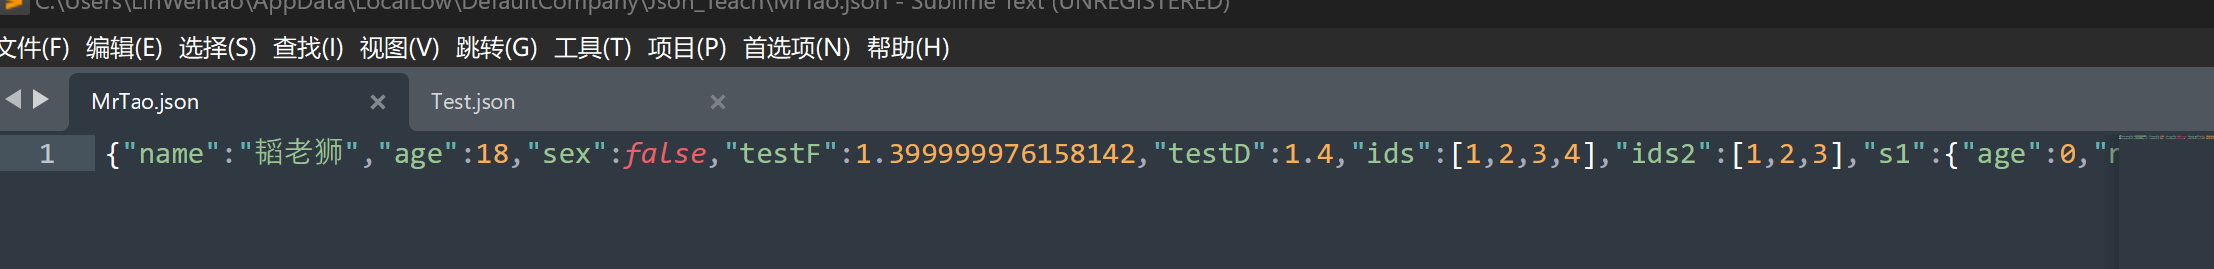 C:\Users\LinWentao\AppData\LocalLow\DefaultCompany\Json_Teach\MrTao.json - Sublime Text (UNREGISTERED)
文件(F) 编辑(E) 选择(S) 查找(I) 视图(V) 跳转(G) 工具(T) 项目(P) 首选项(N) 帮助(H)
MrTao.json × Test.json ×
1 {"name":"韬老狮","age":18,"sex":false,"testF":1.399999976158142,"testD":1.4,"ids":[1,2,3,4],"ids2":[1,2,3],"s1":{"age":0,"